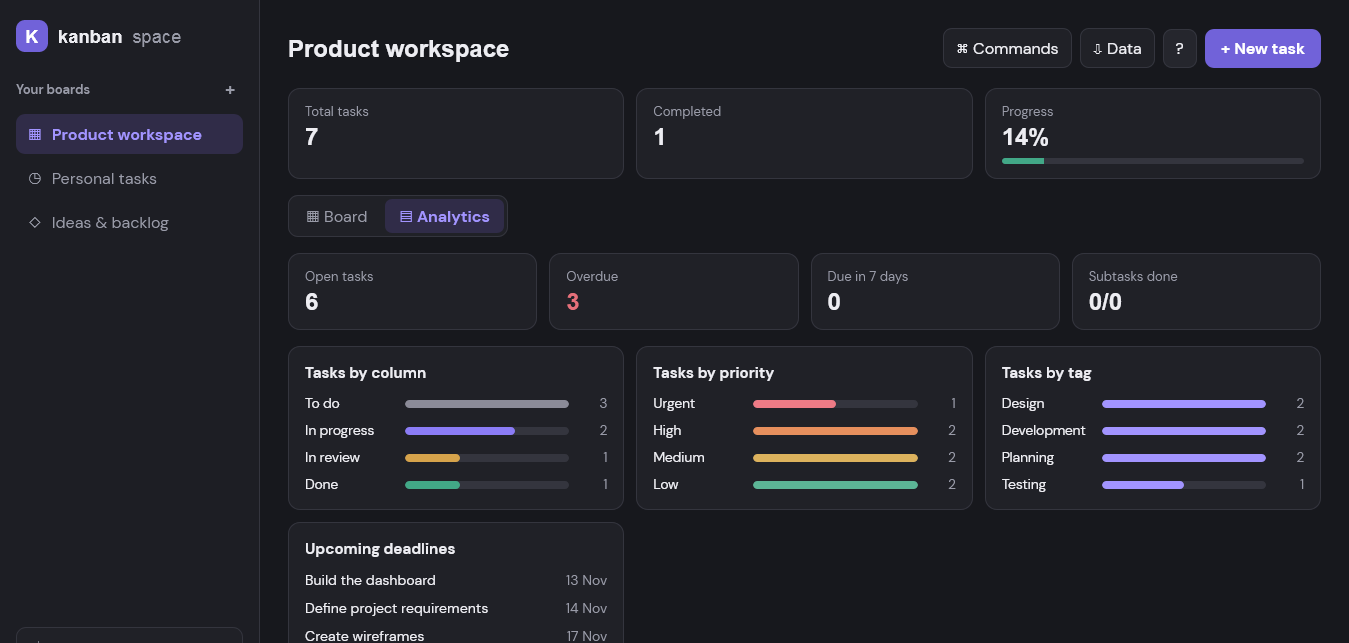 K kanban space
Your boards +
Product workspace
Personal tasks
Ideas & backlog
Product workspace
⌘ Commands
⇩ Data
?
+ New task
Total tasks
7
Completed
1
Progress
14%
Board
Analytics
Open tasks
6
Overdue
3
Due in 7 days
0
Subtasks done
0/0
Tasks by column
To do 3
In progress 2
In review 1
Done 1
Tasks by priority
Urgent 1
High 2
Medium 2
Low 2
Tasks by tag
Design 2
Development 2
Planning 2
Testing 1
Upcoming deadlines
Build the dashboard 13 Nov
Define project requirements 14 Nov
Create wireframes 17 Nov